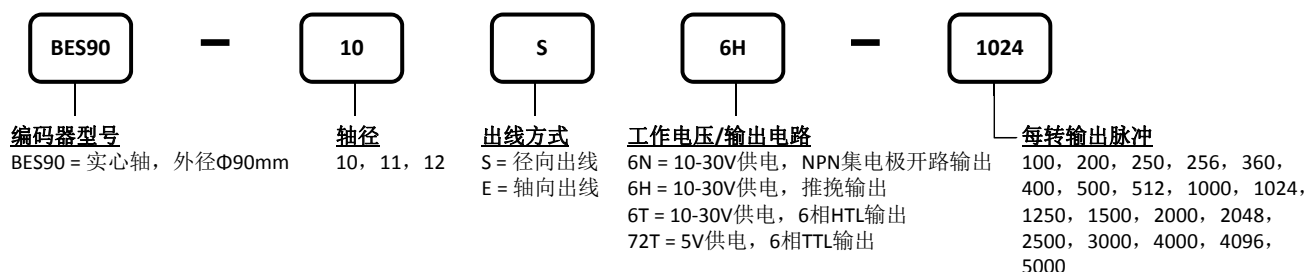 BES90 – 10 S 6H – 1024
编码器型号
BES90 = 实心轴，外径Φ90mm
轴径
10，11，12
出线方式
S = 径向出线
E = 轴向出线
工作电压/输出电路
6N = 10-30V供电，NPN集电极开路输出
6H = 10-30V供电，推挽输出
6T = 10-30V供电，6相HTL输出
72T = 5V供电，6相TTL输出
每转输出脉冲
100，200，250，256，360，
400，500，512，1000，1024，
1250，1500，2000，2048，
2500，3000，4000，4096，
5000